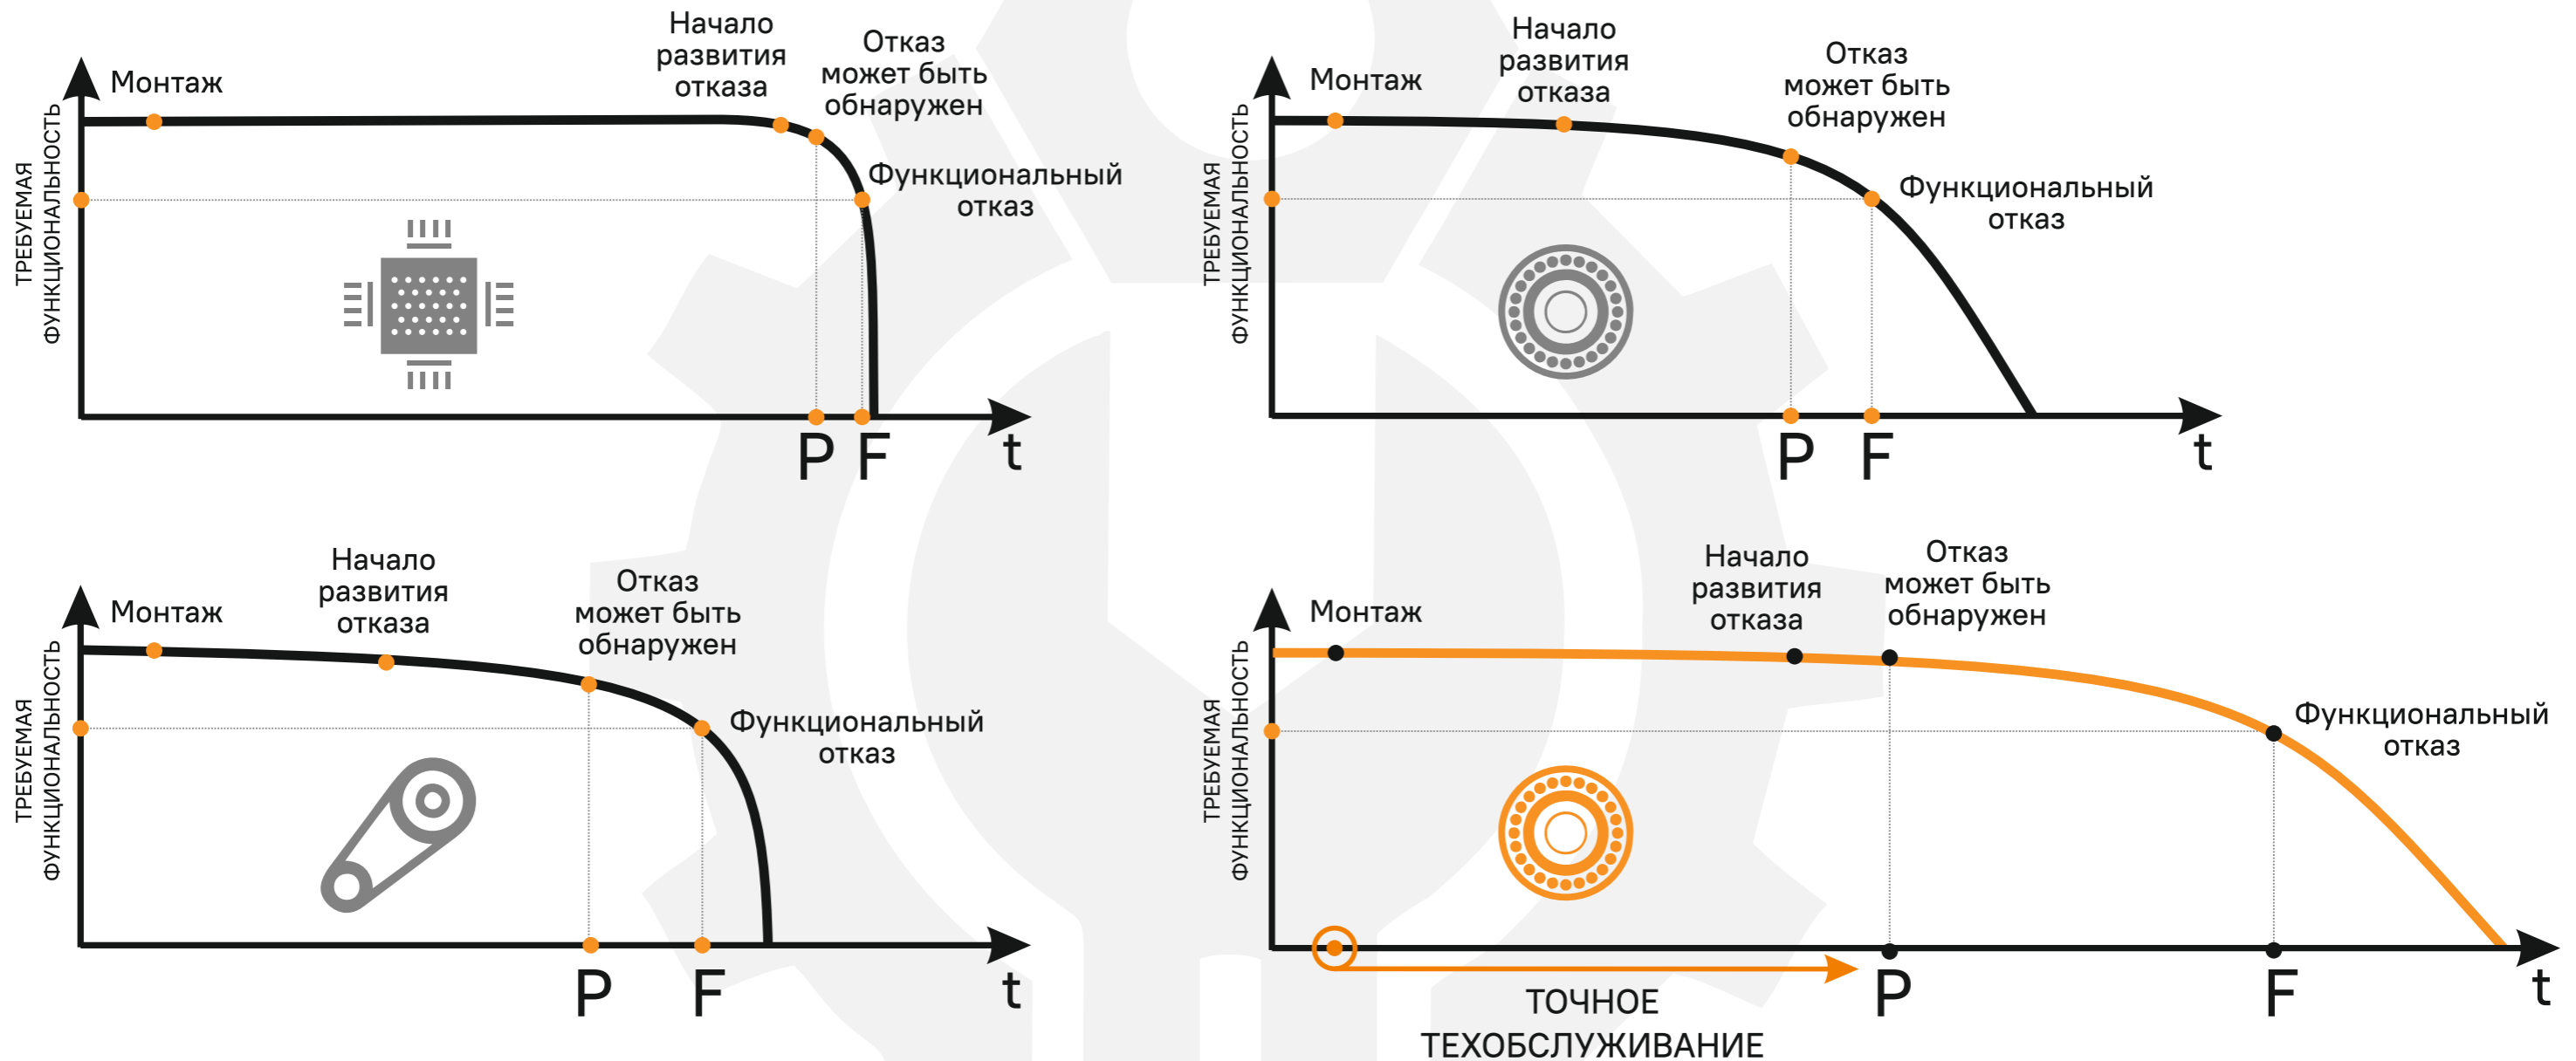 Монтаж
Начало
развития
отказа
Отказ
может быть
обнаружен
Функциональный
отказ
ТРЕБУЕМАЯ
ФУНКЦИОНАЛЬНОСТЬ
P
F
t
Монтаж
Начало
развития
отказа
Отказ
может быть
обнаружен
Функциональный
отказ
ТРЕБУЕМАЯ
ФУНКЦИОНАЛЬНОСТЬ
P
F
t
Монтаж
Начало
развития
отказа
Отказ
может быть
обнаружен
Функциональный
отказ
ТРЕБУЕМАЯ
ФУНКЦИОНАЛЬНОСТЬ
P
F
t
Монтаж
Начало
развития
отказа
Отказ
может быть
обнаружен
Функциональный
отказ
ТРЕБУЕМАЯ
ФУНКЦИОНАЛЬНОСТЬ
P
F
t
ТОЧНОЕ
ТЕХОБСЛУЖИВАНИЕ